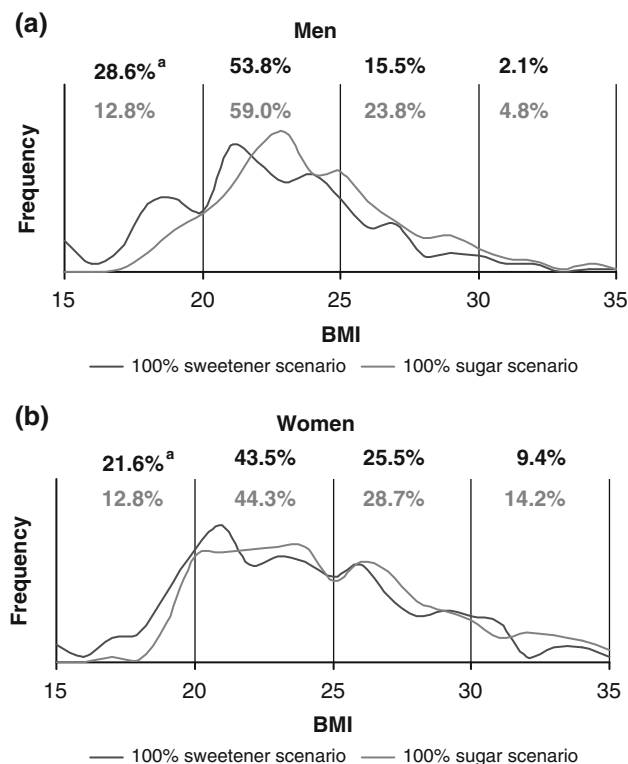 (a)
Men
28.6%a 53.8% 15.5% 2.1%
12.8% 59.0% 23.8% 4.8%
Frequency
15 20 25 30 35
BMI
100% sweetener scenario 100% sugar scenario
(b)
Women
21.6%a 43.5% 25.5% 9.4%
12.8% 44.3% 28.7% 14.2%
Frequency
15 20 25 30 35
BMI
100% sweetener scenario 100% sugar scenario